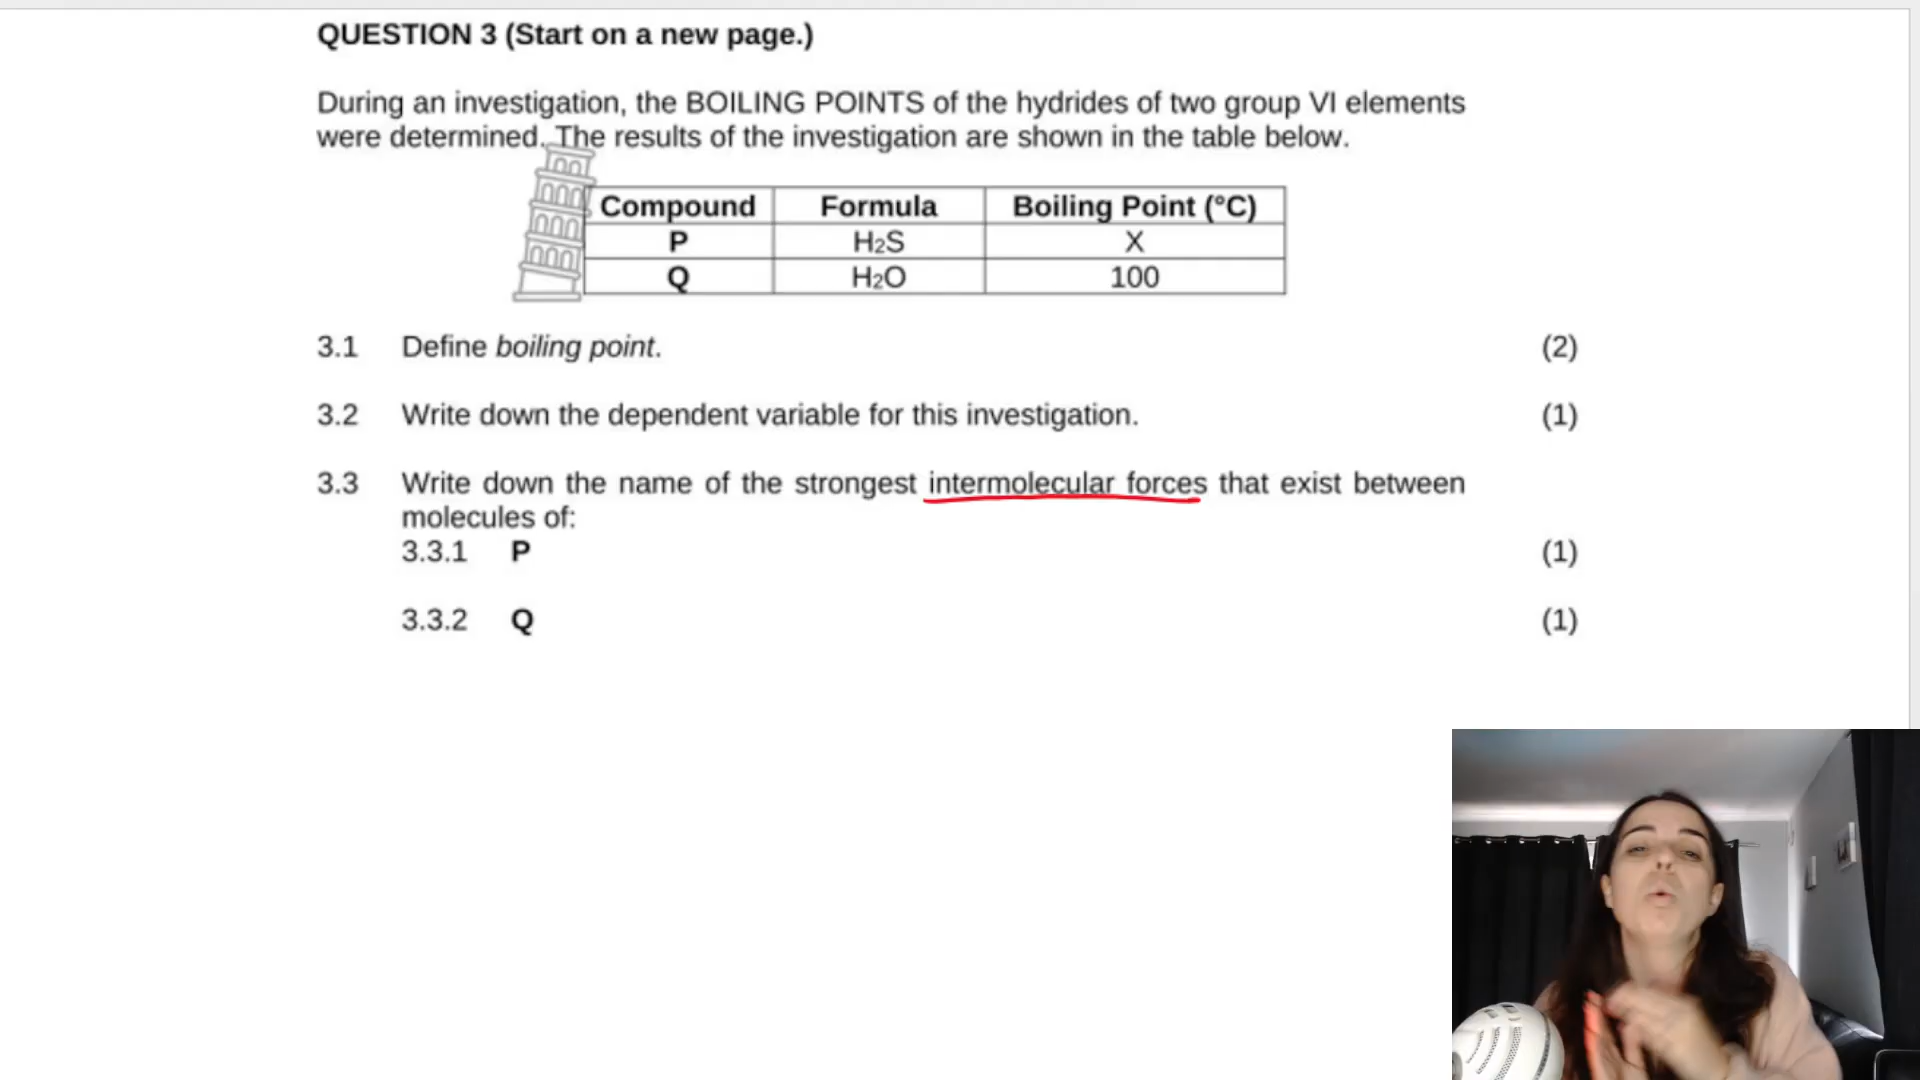 QUESTION 3 (Start on a new page.)
During an investigation, the BOILING POINTS of the hydrides of two group VI elements
were determined. The results of the investigation are shown in the table below.
Compound Formula Boiling Point (°C)
P H₂S X
Q H₂O 100
3.1 Define boiling point. (2)
3.2 Write down the dependent variable for this investigation. (1)
3.3 Write down the name of the strongest intermolecular forces that exist between
molecules of:
3.3.1 P (1)
3.3.2 Q (1)